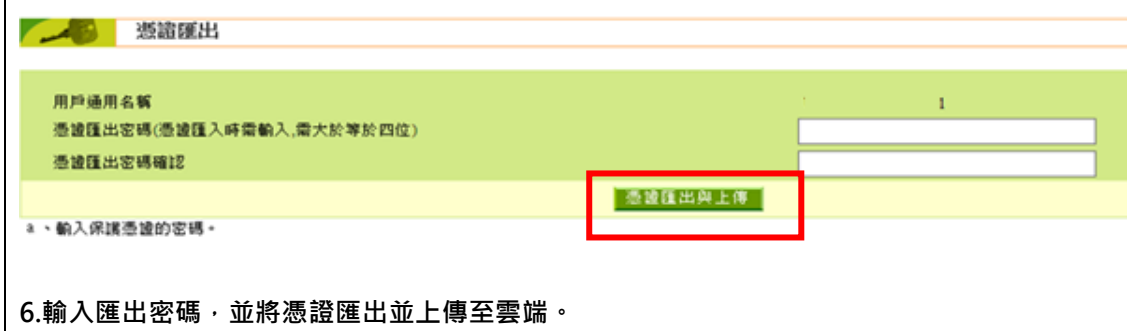 憑證匯出
用戶通用名稱 1
憑證匯出密碼(憑證匯入時需輸入,需大於等於四位)
憑證匯出密碼確認
憑證匯出與上傳
a、輸入保護憑證的密碼。
6.輸入匯出密碼，並將憑證匯出並上傳至雲端。